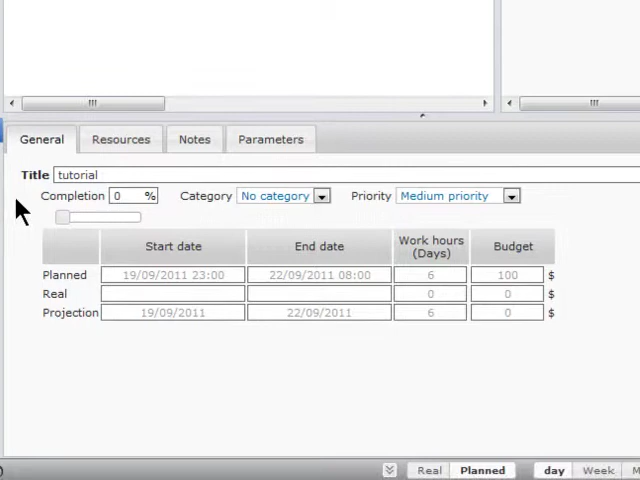 General Resources Notes Parameters
Title tutorial
Completion 0 % Category No category Priority Medium priority
Start date End date Work hours (Days) Budget
Planned 19/09/2011 23:00 22/09/2011 08:00 6 100 $
Real 0 0 $
Projection 19/09/2011 22/09/2011 6 0 $
Real Planned day Week